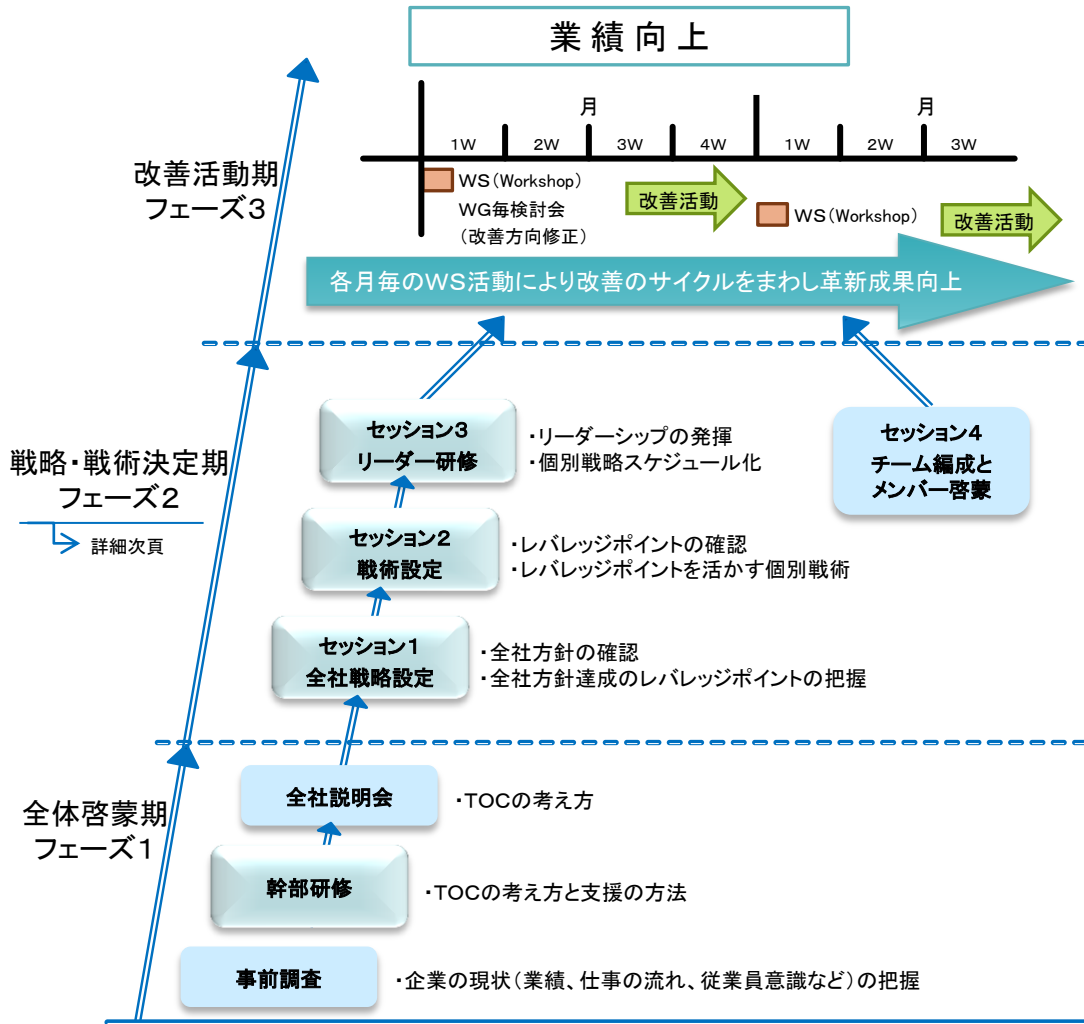 業績向上
月
月
1W
2W
3W
4W
1W
2W
3W
改善活動期
フェーズ3
WS(Workshop)
WG毎検討会
(改善方向修正)
改善活動
WS(Workshop)
改善活動
各月毎のWS活動により改善のサイクルをまわし革新成果向上
戦略・戦術決定期
フェーズ2
詳細次頁
セッション3
リーダー研修
・リーダーシップの発揮
・個別戦略スケジュール化
セッション4
チーム編成と
メンバー啓蒙
セッション2
戦術設定
・レバレッジポイントの確認
・レバレッジポイントを活かす個別戦術
セッション1
全社戦略設定
・全社方針の確認
・全社方針達成のレバレッジポイントの把握
全体啓蒙期
フェーズ1
全社説明会
・TOCの考え方
幹部研修
・TOCの考え方と支援の方法
事前調査
・企業の現状(業績、仕事の流れ、従業員意識など)の把握